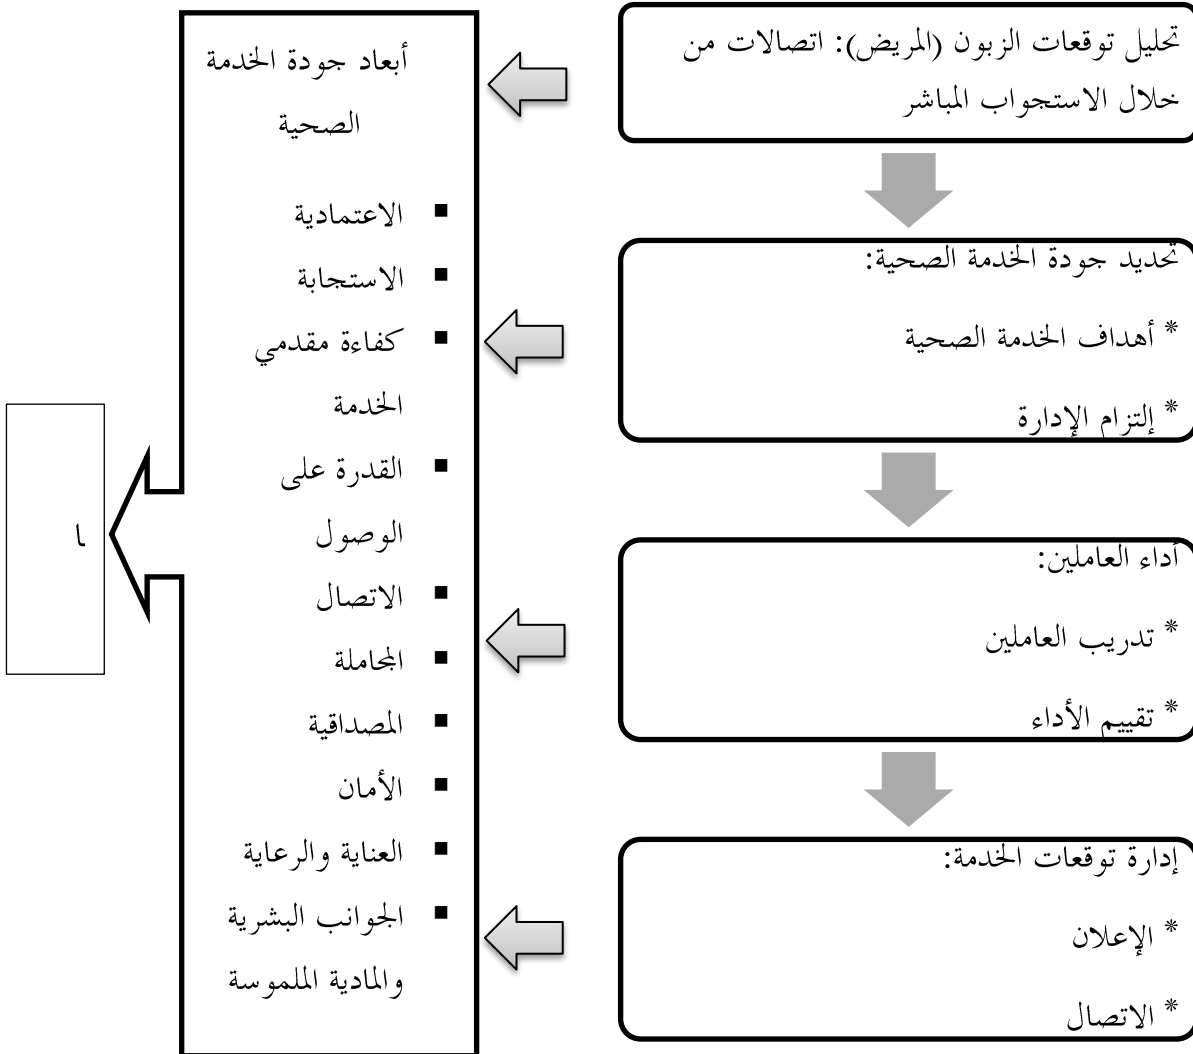 تحليل توقعات الزبون (المريض): اتصالات من
خلال الاستجواب المباشر
تحديد جودة الخدمة الصحية:
* أهداف الخدمة الصحية
* إلتزام الإدارة
أداء العاملين:
* تدريب العاملين
* تقييم الأداء
إدارة توقعات الخدمة:
* الإعلان
* الاتصال
أبعاد جودة الخدمة
الصحية
▪ الاعتمادية
▪ الاستجابة
▪ كفاءة مقدمي
الخدمة
▪ القدرة على
الوصول
▪ الاتصال
▪ المجاملة
▪ المصداقية
▪ الأمان
▪ العناية والرعاية
▪ الجوانب البشرية
والمادية الملموسة